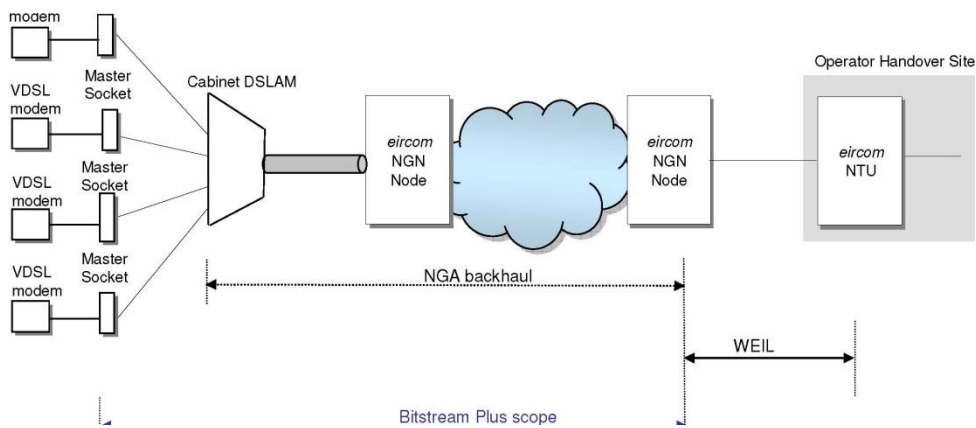 modem
VDSL
modem
Master
Socket
VDSL
modem
Master
Socket
VDSL
modem
Master
Socket
Cabinet DSLAM
eircom
NGN
Node
eircom
NGN
Node
Operator Handover Site
eircom
NTU
NGA backhaul
WEIL
Bitstream Plus scope